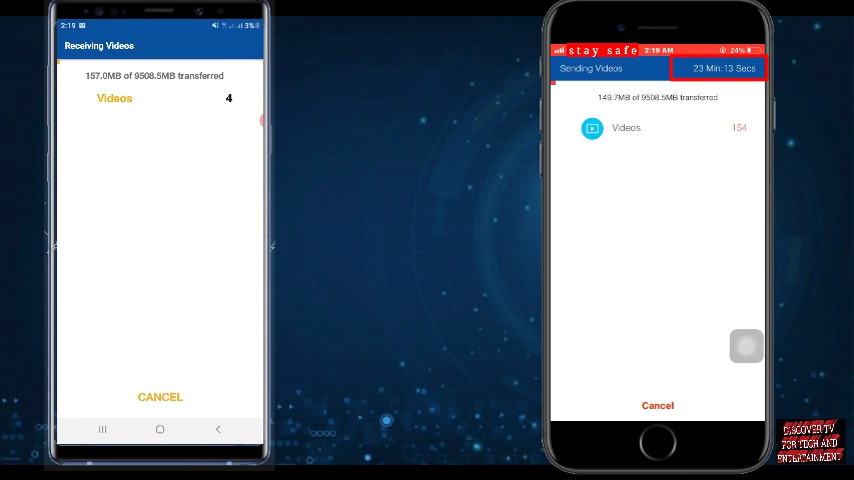 2:19
3%
Receiving Videos
157.0MB of 9508.5MB transferred
Videos 4
CANCEL
stay safe 2:19 AM 24%
Sending Videos 23 Min:13 Secs
149.7MB of 9508.5MB transferred
Videos 154
Cancel
DISCOVER TV
FOR TECH AND
ENTERTAINMENT